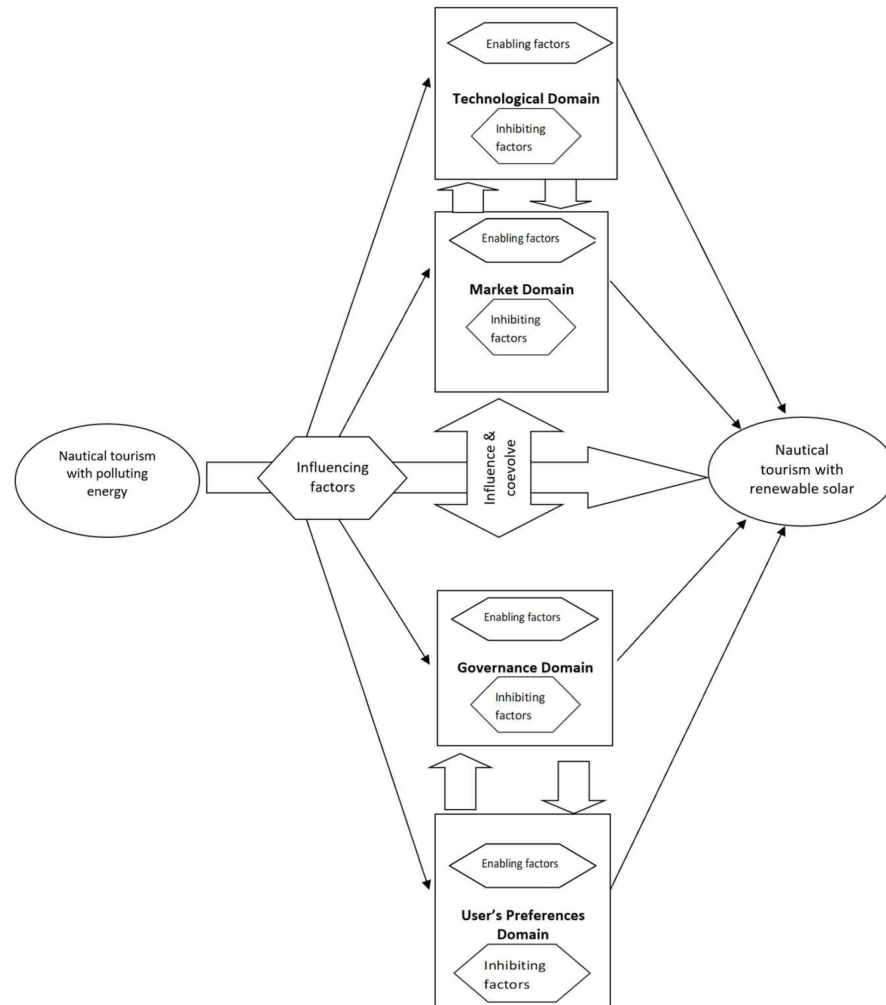 Enabling factors
Technological Domain
Inhibiting
factors
Enabling factors
Market Domain
Inhibiting
factors
Nautical tourism
with polluting
energy
Influencing
factors
Influence &
coevolve
Nautical
tourism with
renewable solar
Enabling factors
Governance Domain
Inhibiting
factors
Enabling factors
User’s Preferences
Domain
Inhibiting
factors